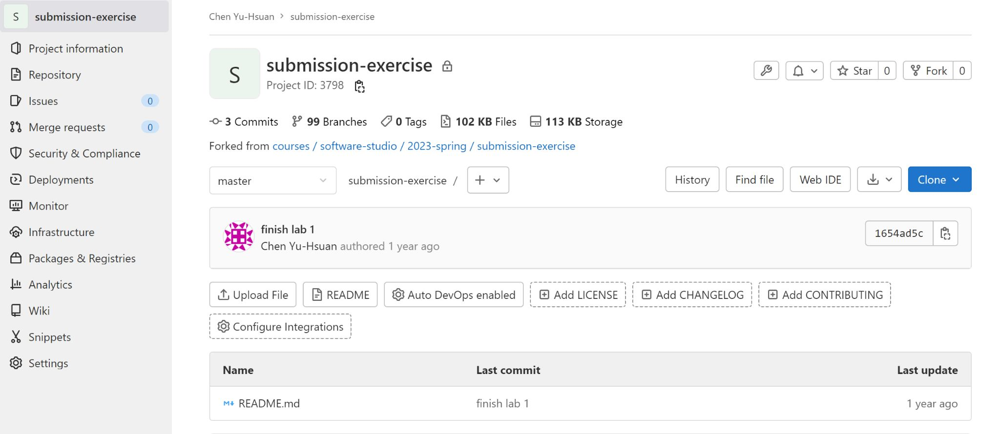 S submission-exercise
Project information
Repository
Issues 0
Merge requests 0
Security & Compliance
Deployments
Monitor
Infrastructure
Packages & Registries
Analytics
Wiki
Snippets
Settings
Chen Yu-Hsuan > submission-exercise
S
submission-exercise
Project ID: 3798
Star 0 Fork 0
3 Commits 99 Branches 0 Tags 102 KB Files 113 KB Storage
Forked from courses / software-studio / 2023-spring / submission-exercise
master submission-exercise / + History Find file Web IDE Clone
finish lab 1
Chen Yu-Hsuan authored 1 year ago
1654ad5c
Upload File README Auto DevOps enabled Add LICENSE Add CHANGELOG Add CONTRIBUTING
Configure Integrations
Name Last commit Last update
README.md finish lab 1 1 year ago